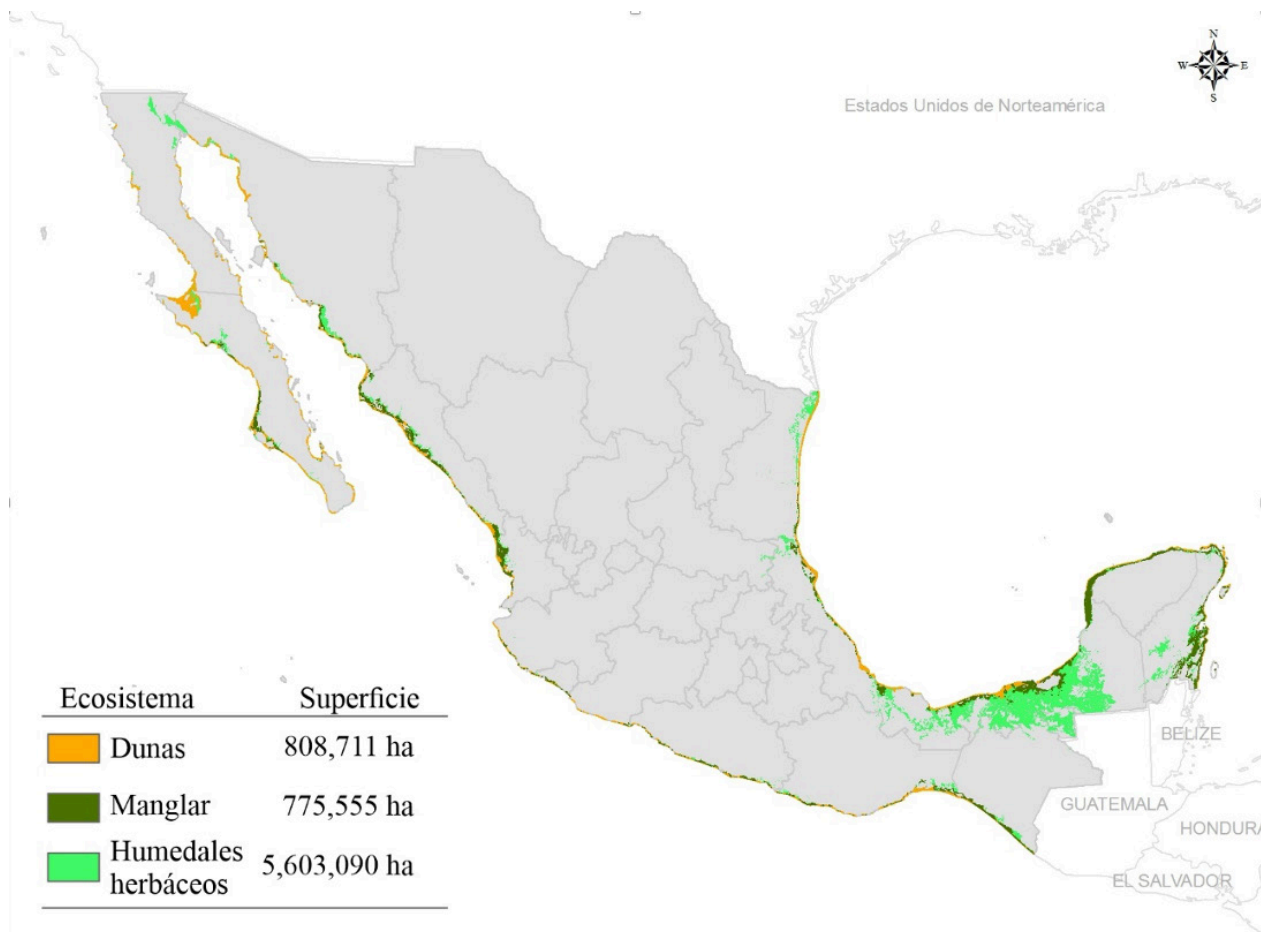 N
W E
S
Estados Unidos de Norteamérica
Ecosistema Superficie
Dunas 808,711 ha
Manglar 775,555 ha
Humedales
herbáceos 5,603,090 ha
BELIZE
GUATEMALA
HONDURA
EL SALVADOR